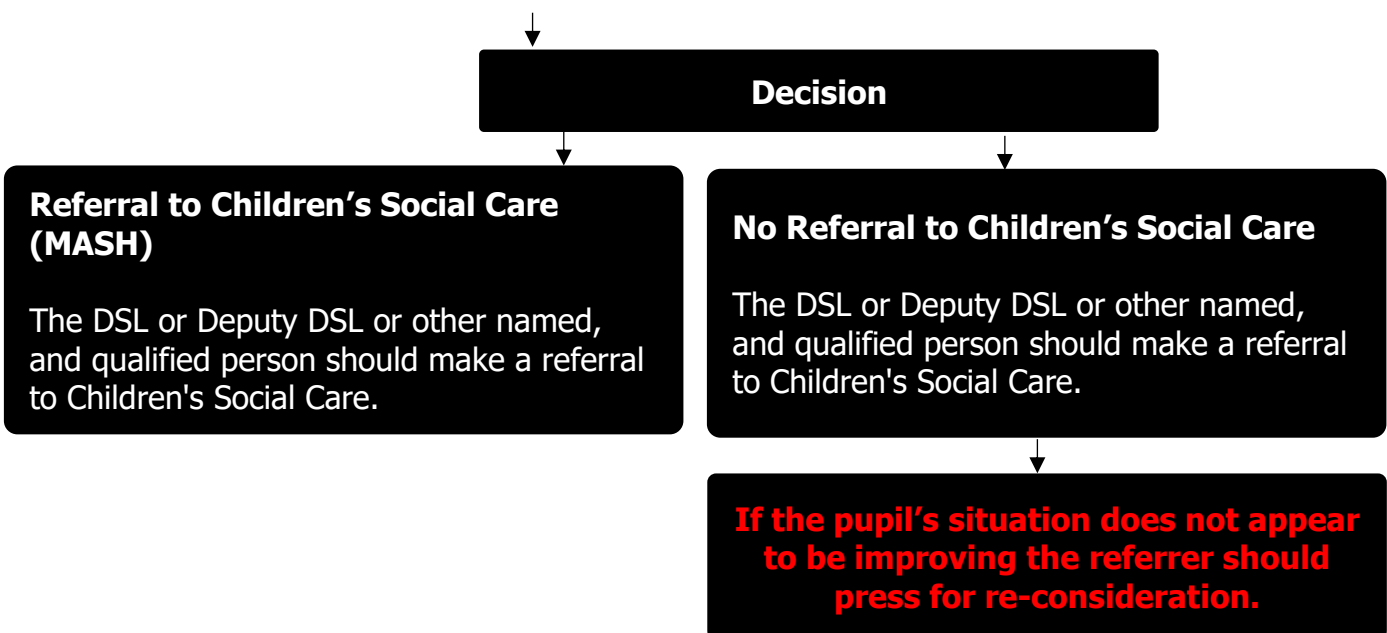 Decision
Referral to Children’s Social Care
(MASH)
The DSL or Deputy DSL or other named,
and qualified person should make a referral
to Children's Social Care.
No Referral to Children’s Social Care
The DSL or Deputy DSL or other named,
and qualified person should make a referral
to Children's Social Care.
If the pupil’s situation does not appear
to be improving the referrer should
press for re-consideration.